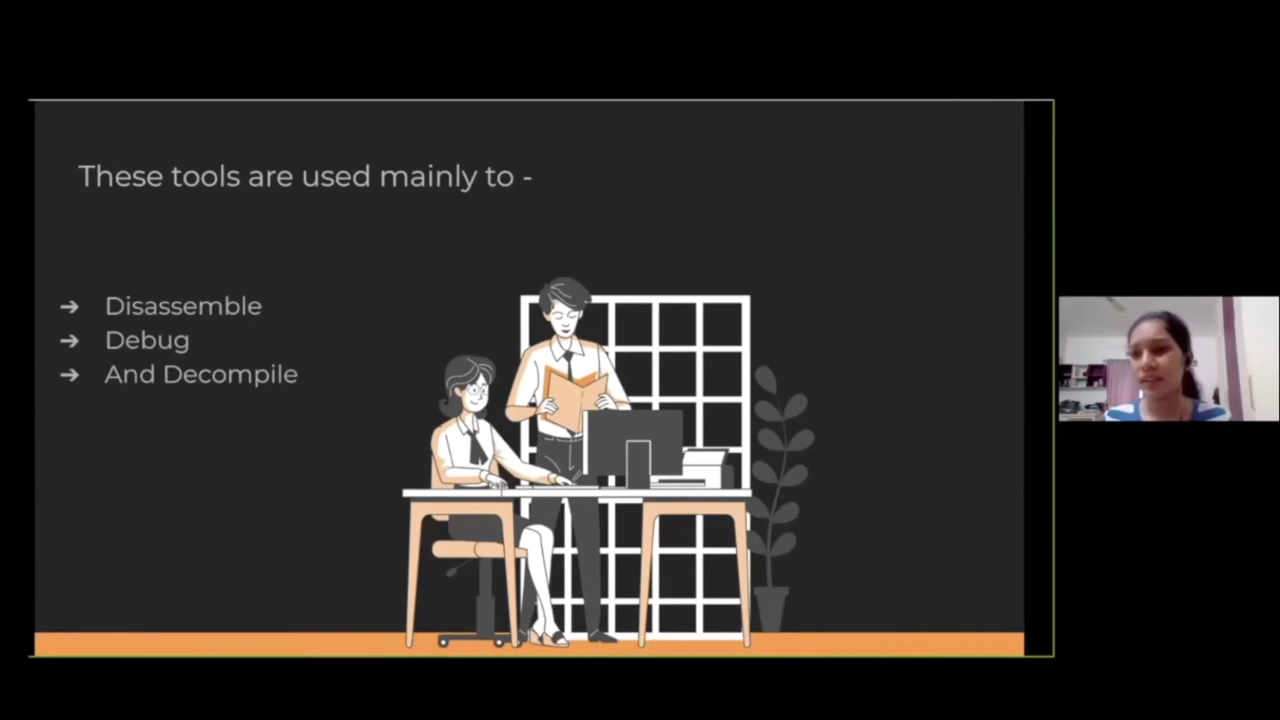 These tools are used mainly to -
➔ Disassemble
➔ Debug
➔ And Decompile